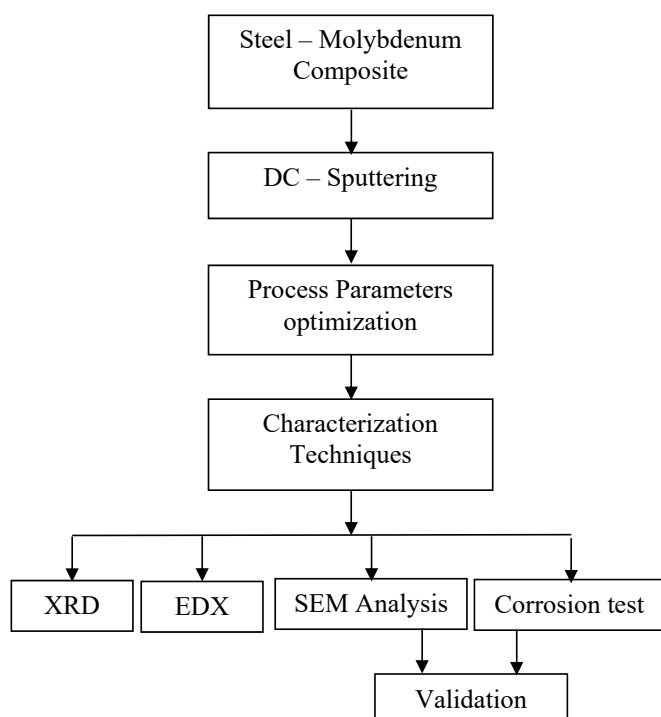 Steel – Molybdenum
Composite
DC – Sputtering
Process Parameters
optimization
Characterization
Techniques
XRD
EDX
SEM Analysis
Corrosion test
Validation